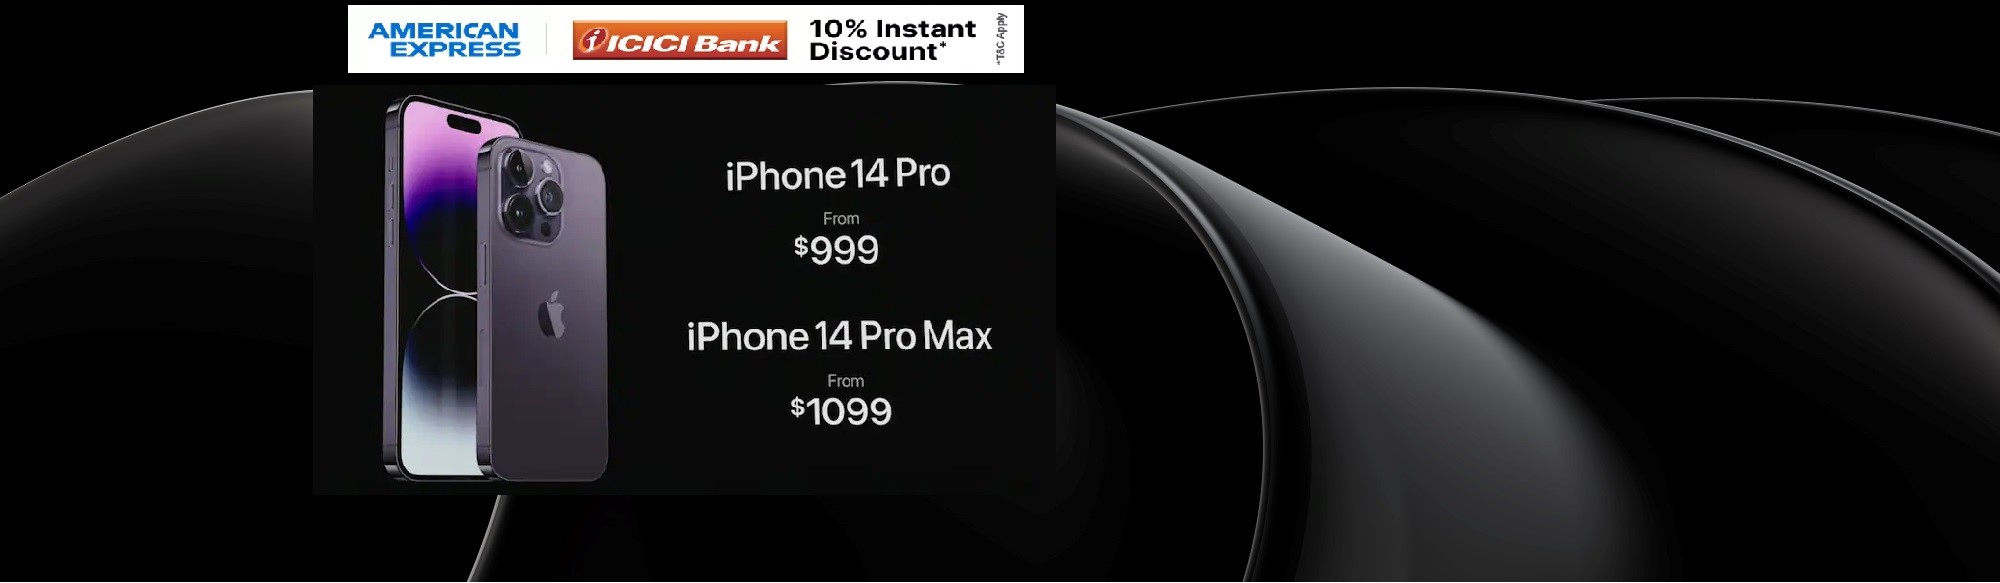 AMERICAN
EXPRESS
ICICI Bank
10% Instant
Discount*
*T&C Apply
iPhone 14 Pro
From
$999
iPhone 14 Pro Max
From
$1099